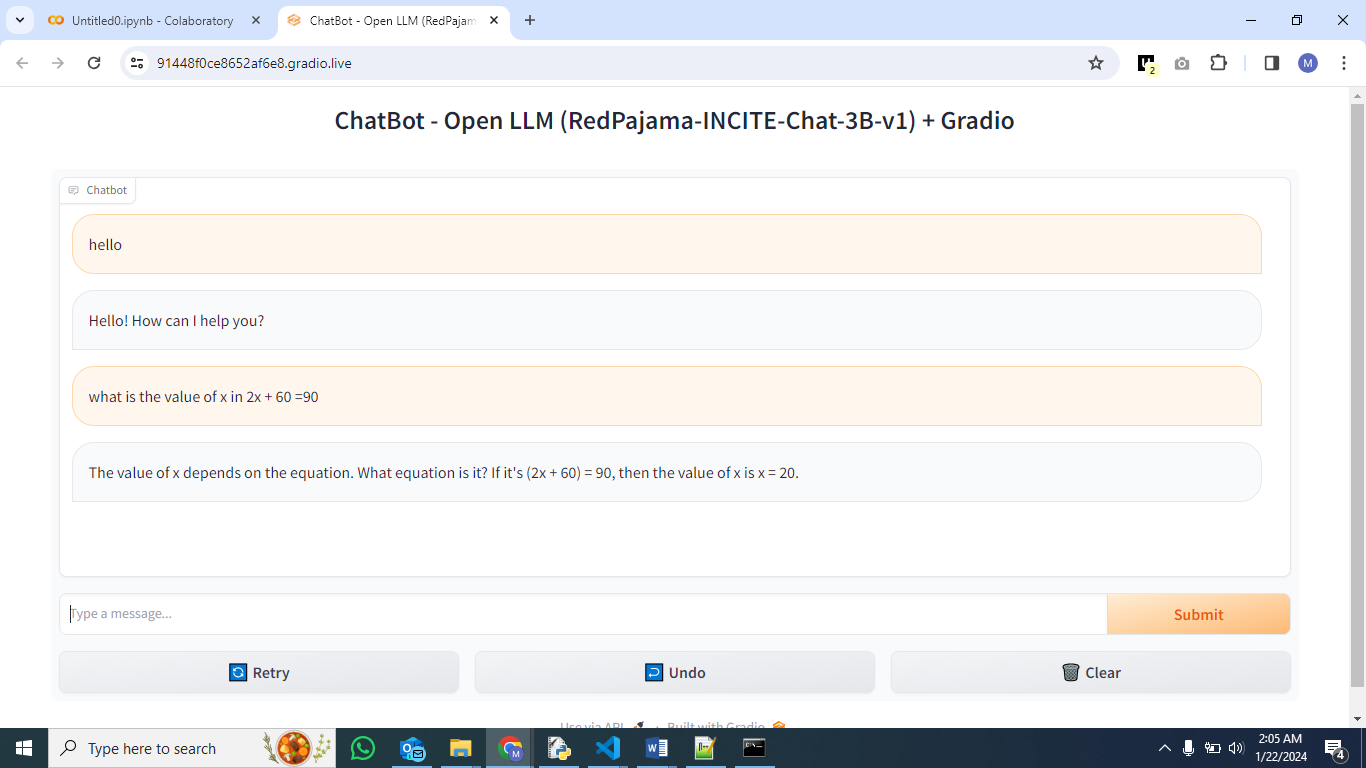 Untitled0.ipynb - Colaboratory
ChatBot - Open LLM (RedPajam
91448f0ce8652af6e8.gradio.live
2
M
ChatBot - Open LLM (RedPajama-INCITE-Chat-3B-v1) + Gradio
Chatbot
hello
Hello! How can I help you?
what is the value of x in 2x + 60 =90
The value of x depends on the equation. What equation is it? If it's (2x + 60) = 90, then the value of x is x = 20.
Type a message...
Submit
Retry
Undo
Clear
Use via API · Built with Gradio
Type here to search
M
2:05 AM
1/22/2024
4